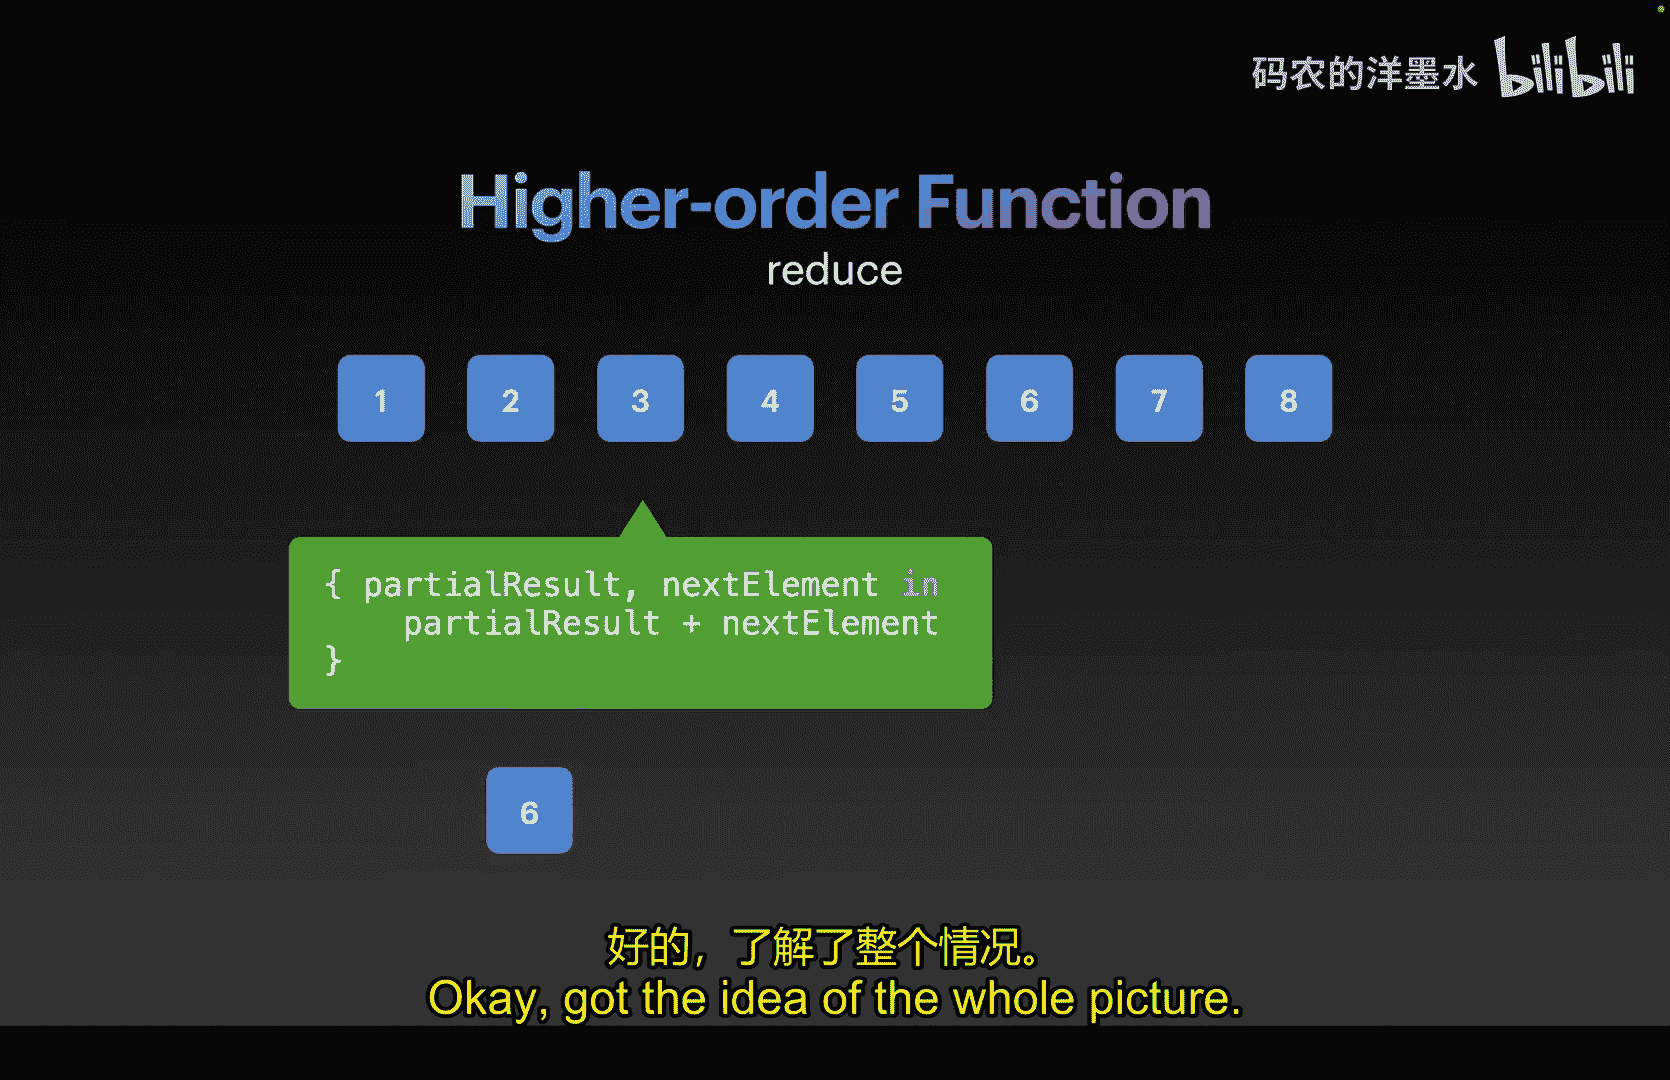 码农的洋墨水 bilibili
Higher-order Function
reduce
1 2 3 4 5 6 7 8
{ partialResult, nextElement in
partialResult + nextElement
}
6
好的，了解了整个情况。
Okay, got the idea of the whole picture.